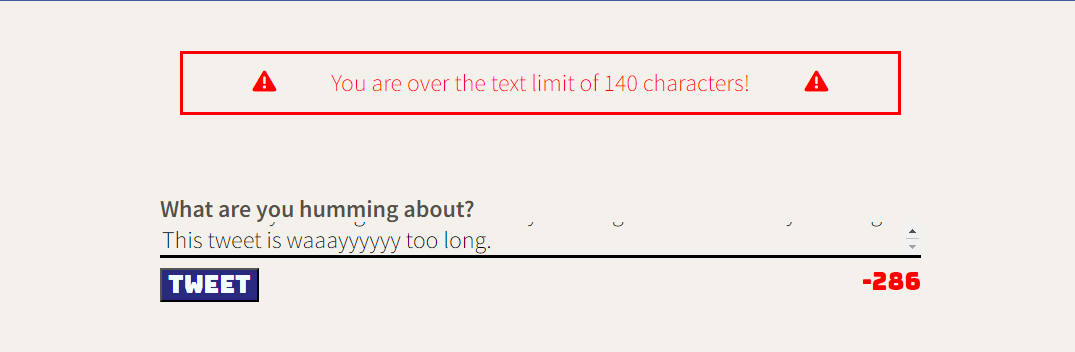 You are over the text limit of 140 characters!
What are you humming about?
This tweet is waaayyyyyy too long.
TWEET
-286